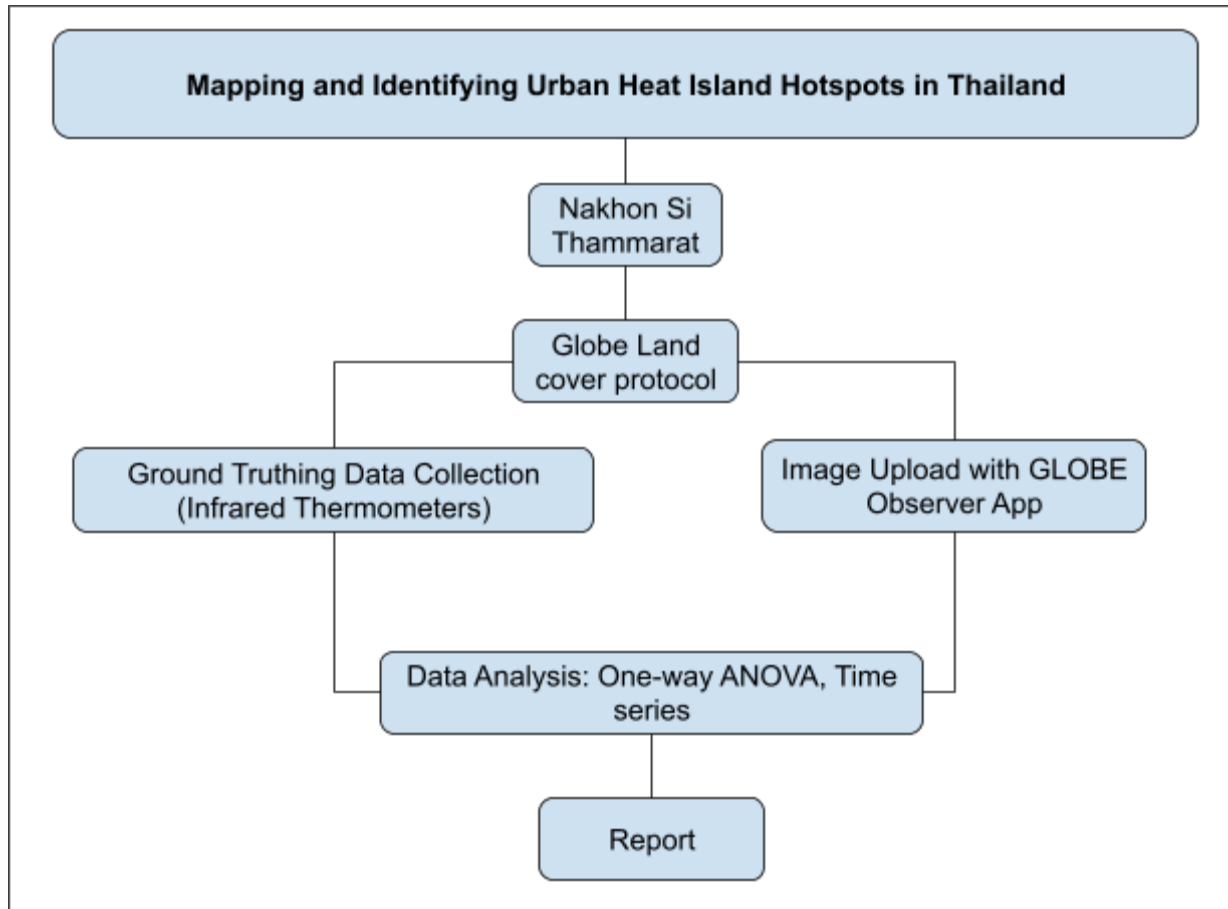 Mapping and Identifying Urban Heat Island Hotspots in Thailand
Nakhon Si
Thammarat
Globe Land
cover protocol
Ground Truthing Data Collection
(Infrared Thermometers)
Image Upload with GLOBE
Observer App
Data Analysis: One-way ANOVA, Time
series
Report